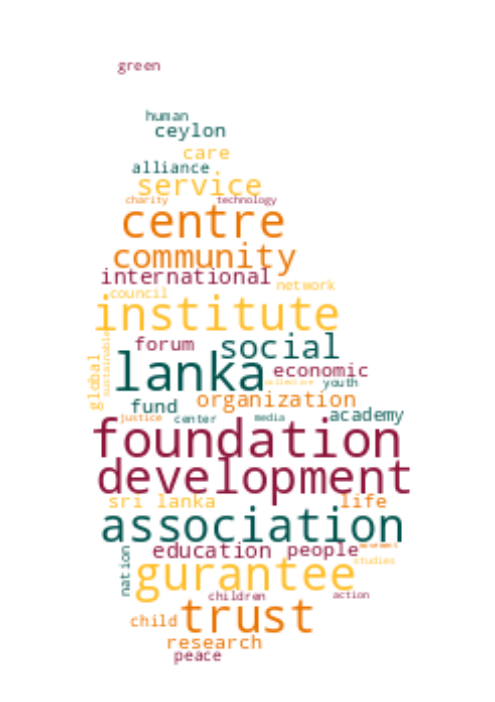 green
human
ceylon
care
alliance
service
charity technology
centre
community
international
network
council
institute
forum social
sustainable
global
lanka economic
youth
organization
fund academy
justice center media
foundation
development
sri lanka life
association
nation
education people
studies
gurantee
children action
child trust
research
peace